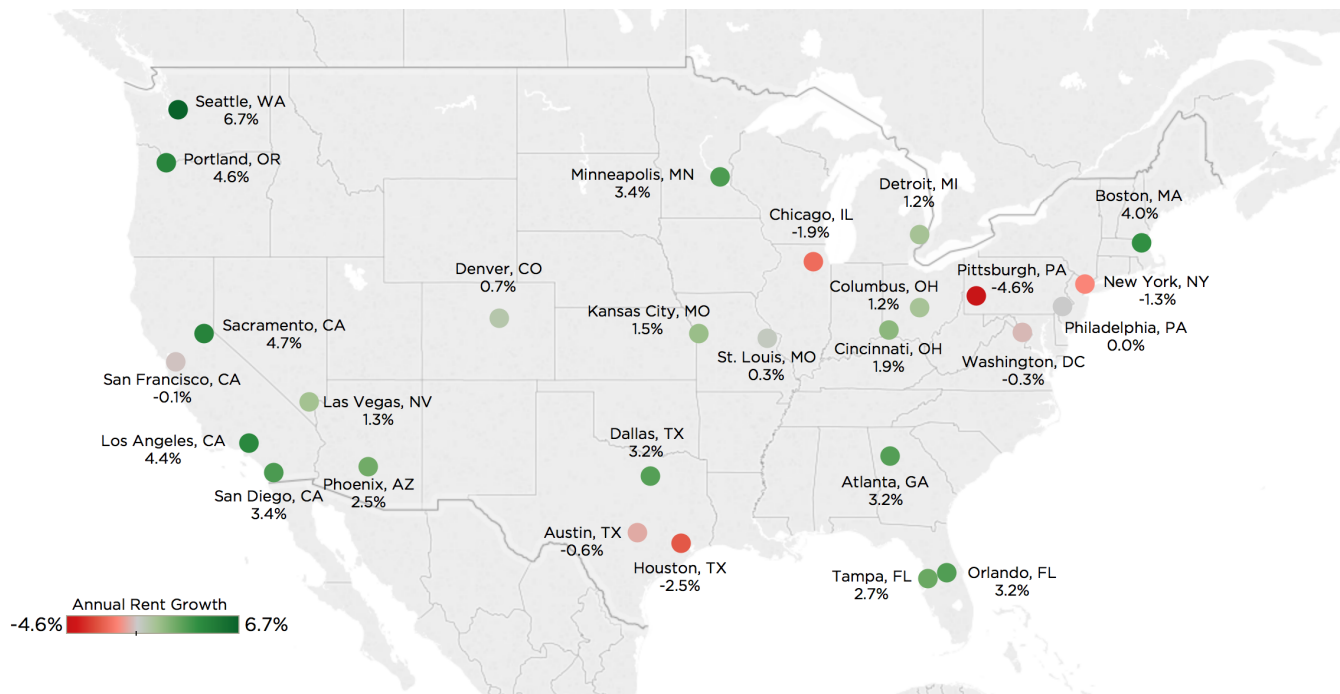 Seattle, WA
6.7%
Portland, OR
4.6%
Minneapolis, MN
3.4%
Detroit, MI
1.2%
Boston, MA
4.0%
Chicago, IL
-1.9%
Denver, CO
0.7%
Pittsburgh, PA
-4.6%
New York, NY
-1.3%
Columbus, OH
1.2%
Kansas City, MO
1.5%
Sacramento, CA
4.7%
Philadelphia, PA
0.0%
St. Louis, MO
0.3%
Cincinnati, OH
1.9%
Washington, DC
-0.3%
San Francisco, CA
-0.1%
Las Vegas, NV
1.3%
Los Angeles, CA
4.4%
Dallas, TX
3.2%
Phoenix, AZ
2.5%
San Diego, CA
3.4%
Atlanta, GA
3.2%
Austin, TX
-0.6%
Houston, TX
-2.5%
Tampa, FL
2.7%
Orlando, FL
3.2%
Annual Rent Growth
-4.6% 6.7%